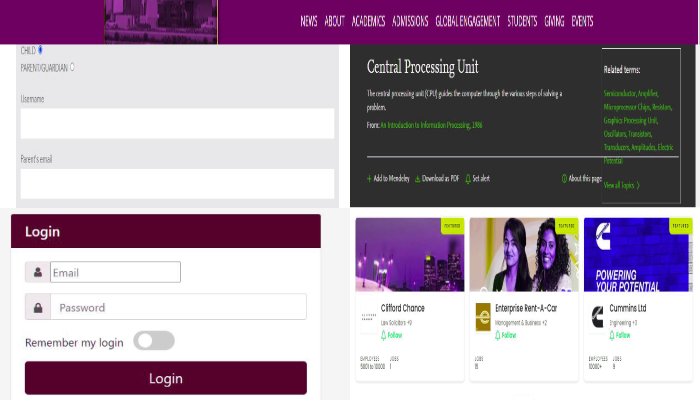 NEWS ABOUT ACADEMICS ADMISSIONS GLOBAL ENGAGEMENT STUDENTS GIVING EVENTS
CHILD
PARENT/GUARDIAN
Username
Parent's email
Central Processing Unit
The central processing unit (CPU) guides the computer through the various steps of solving a
problem.
From: An Introduction to Information Processing, 1986
+ Add to Mendeley Download as PDF Set alert About this page
Related terms:
Semiconductor, Amplifier,
Microprocessor Chips, Resistors,
Graphics Processing Unit,
Oscillators, Transistors,
Transducers, Amplitudes, Electric
Potential
View all Topics >
Login
Email
Password
Remember my login
Login
FEATURED
Clifford Chance
Law Solicitors +9
Follow
EMPLOYEES JOBS
5001 to 10000 1
FEATURED
e
Enterprise Rent-A-Car
Management & Business +2
Follow
JOBS
15
FEATURED
C
POWERING
YOUR POTENTIAL
Cummins Ltd
Engineering +3
Follow
EMPLOYEES JOBS
10000+ 9